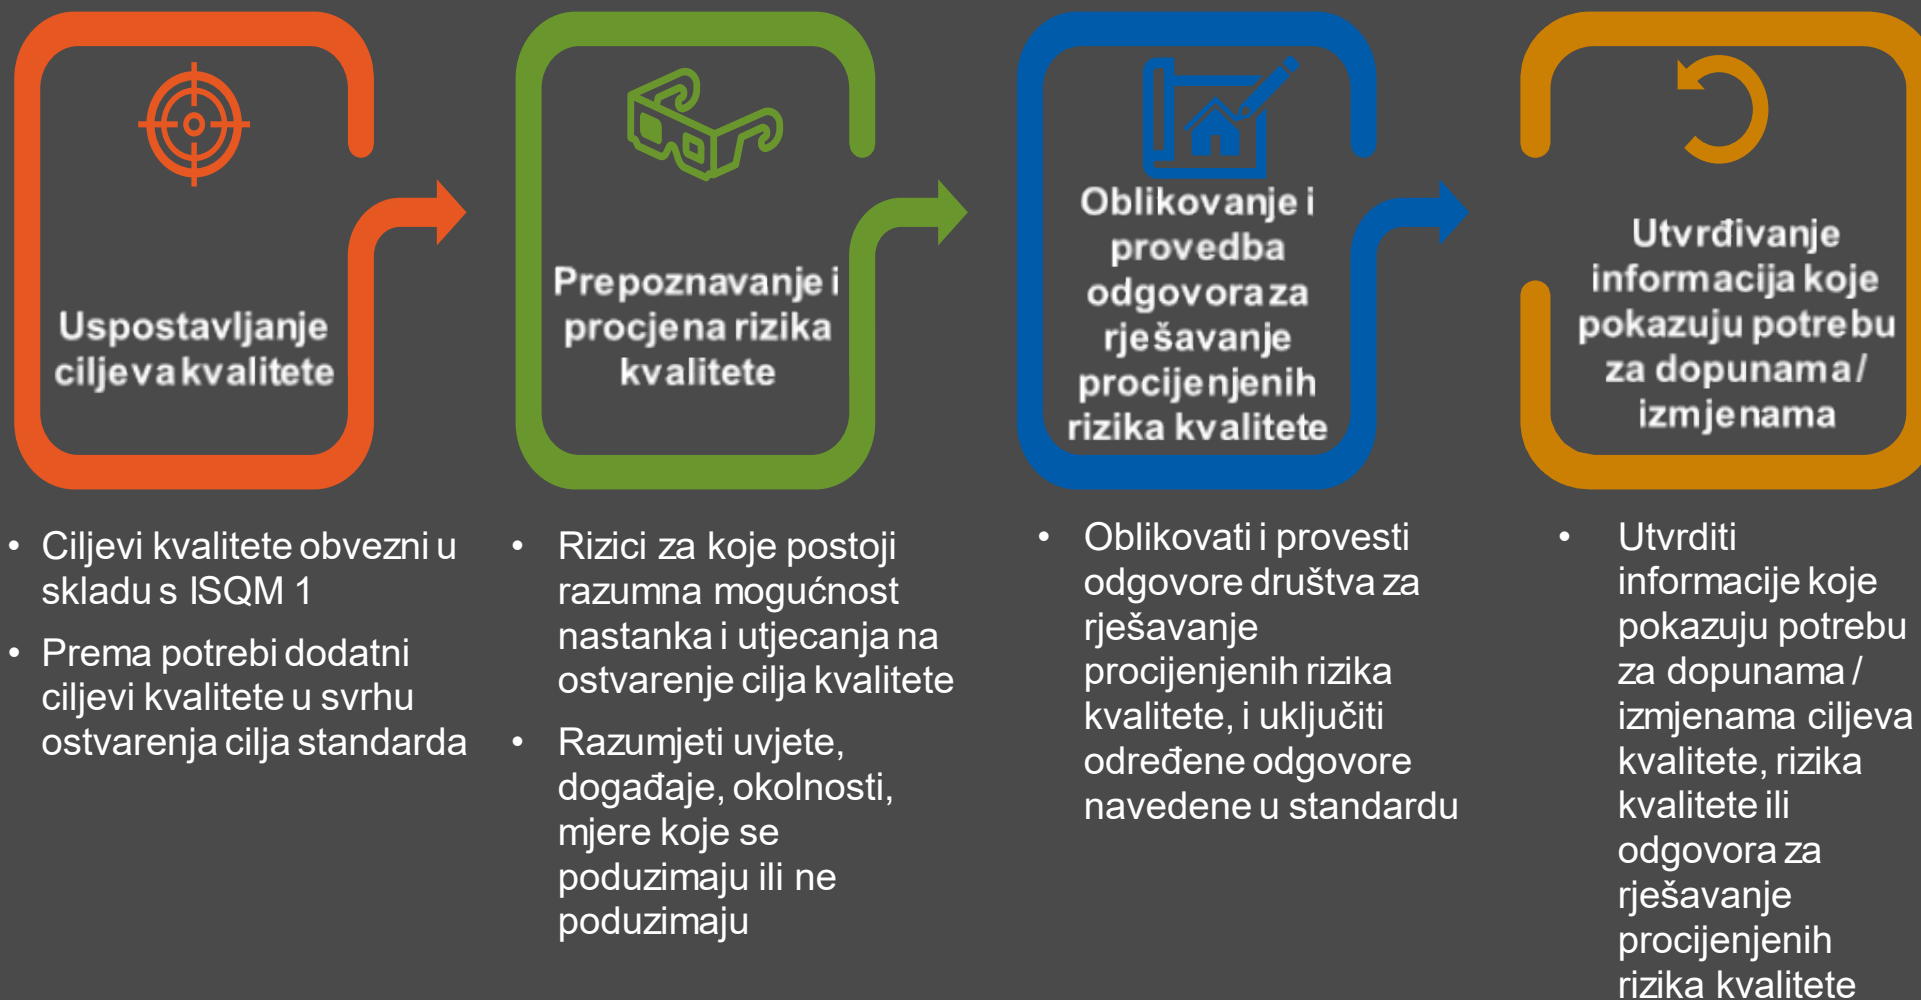 Uspostavljanje
ciljeva kvalitete
Prepoznavanje i
procjena rizika
kvalitete
Oblikovanje i
provedba
odgovora za
rješavanje
procijenjenih
rizika kvalitete
Utvrđivanje
informacija koje
pokazuju potrebu
za dopunama /
izmjenama
• Ciljevi kvalitete obvezni u
skladu s ISQM 1
• Prema potrebi dodatni
ciljevi kvalitete u svrhu
ostvarenja cilja standarda
• Rizici za koje postoji
razumna mogućnost
nastanka i utjecanja na
ostvarenje cilja kvalitete
• Razumjeti uvjete,
događaje, okolnosti,
mjere koje se
poduzimaju ili ne
poduzimaju
• Oblikovati i provesti
odgovore društva za
rješavanje
procijenjenih rizika
kvalitete, i uključiti
određene odgovore
navedene u standardu
• Utvrditi
informacije koje
pokazuju potrebu
za dopunama /
izmjenama ciljeva
kvalitete, rizika
kvalitete ili
odgovora za
rješavanje
procijenjenih
rizika kvalitete